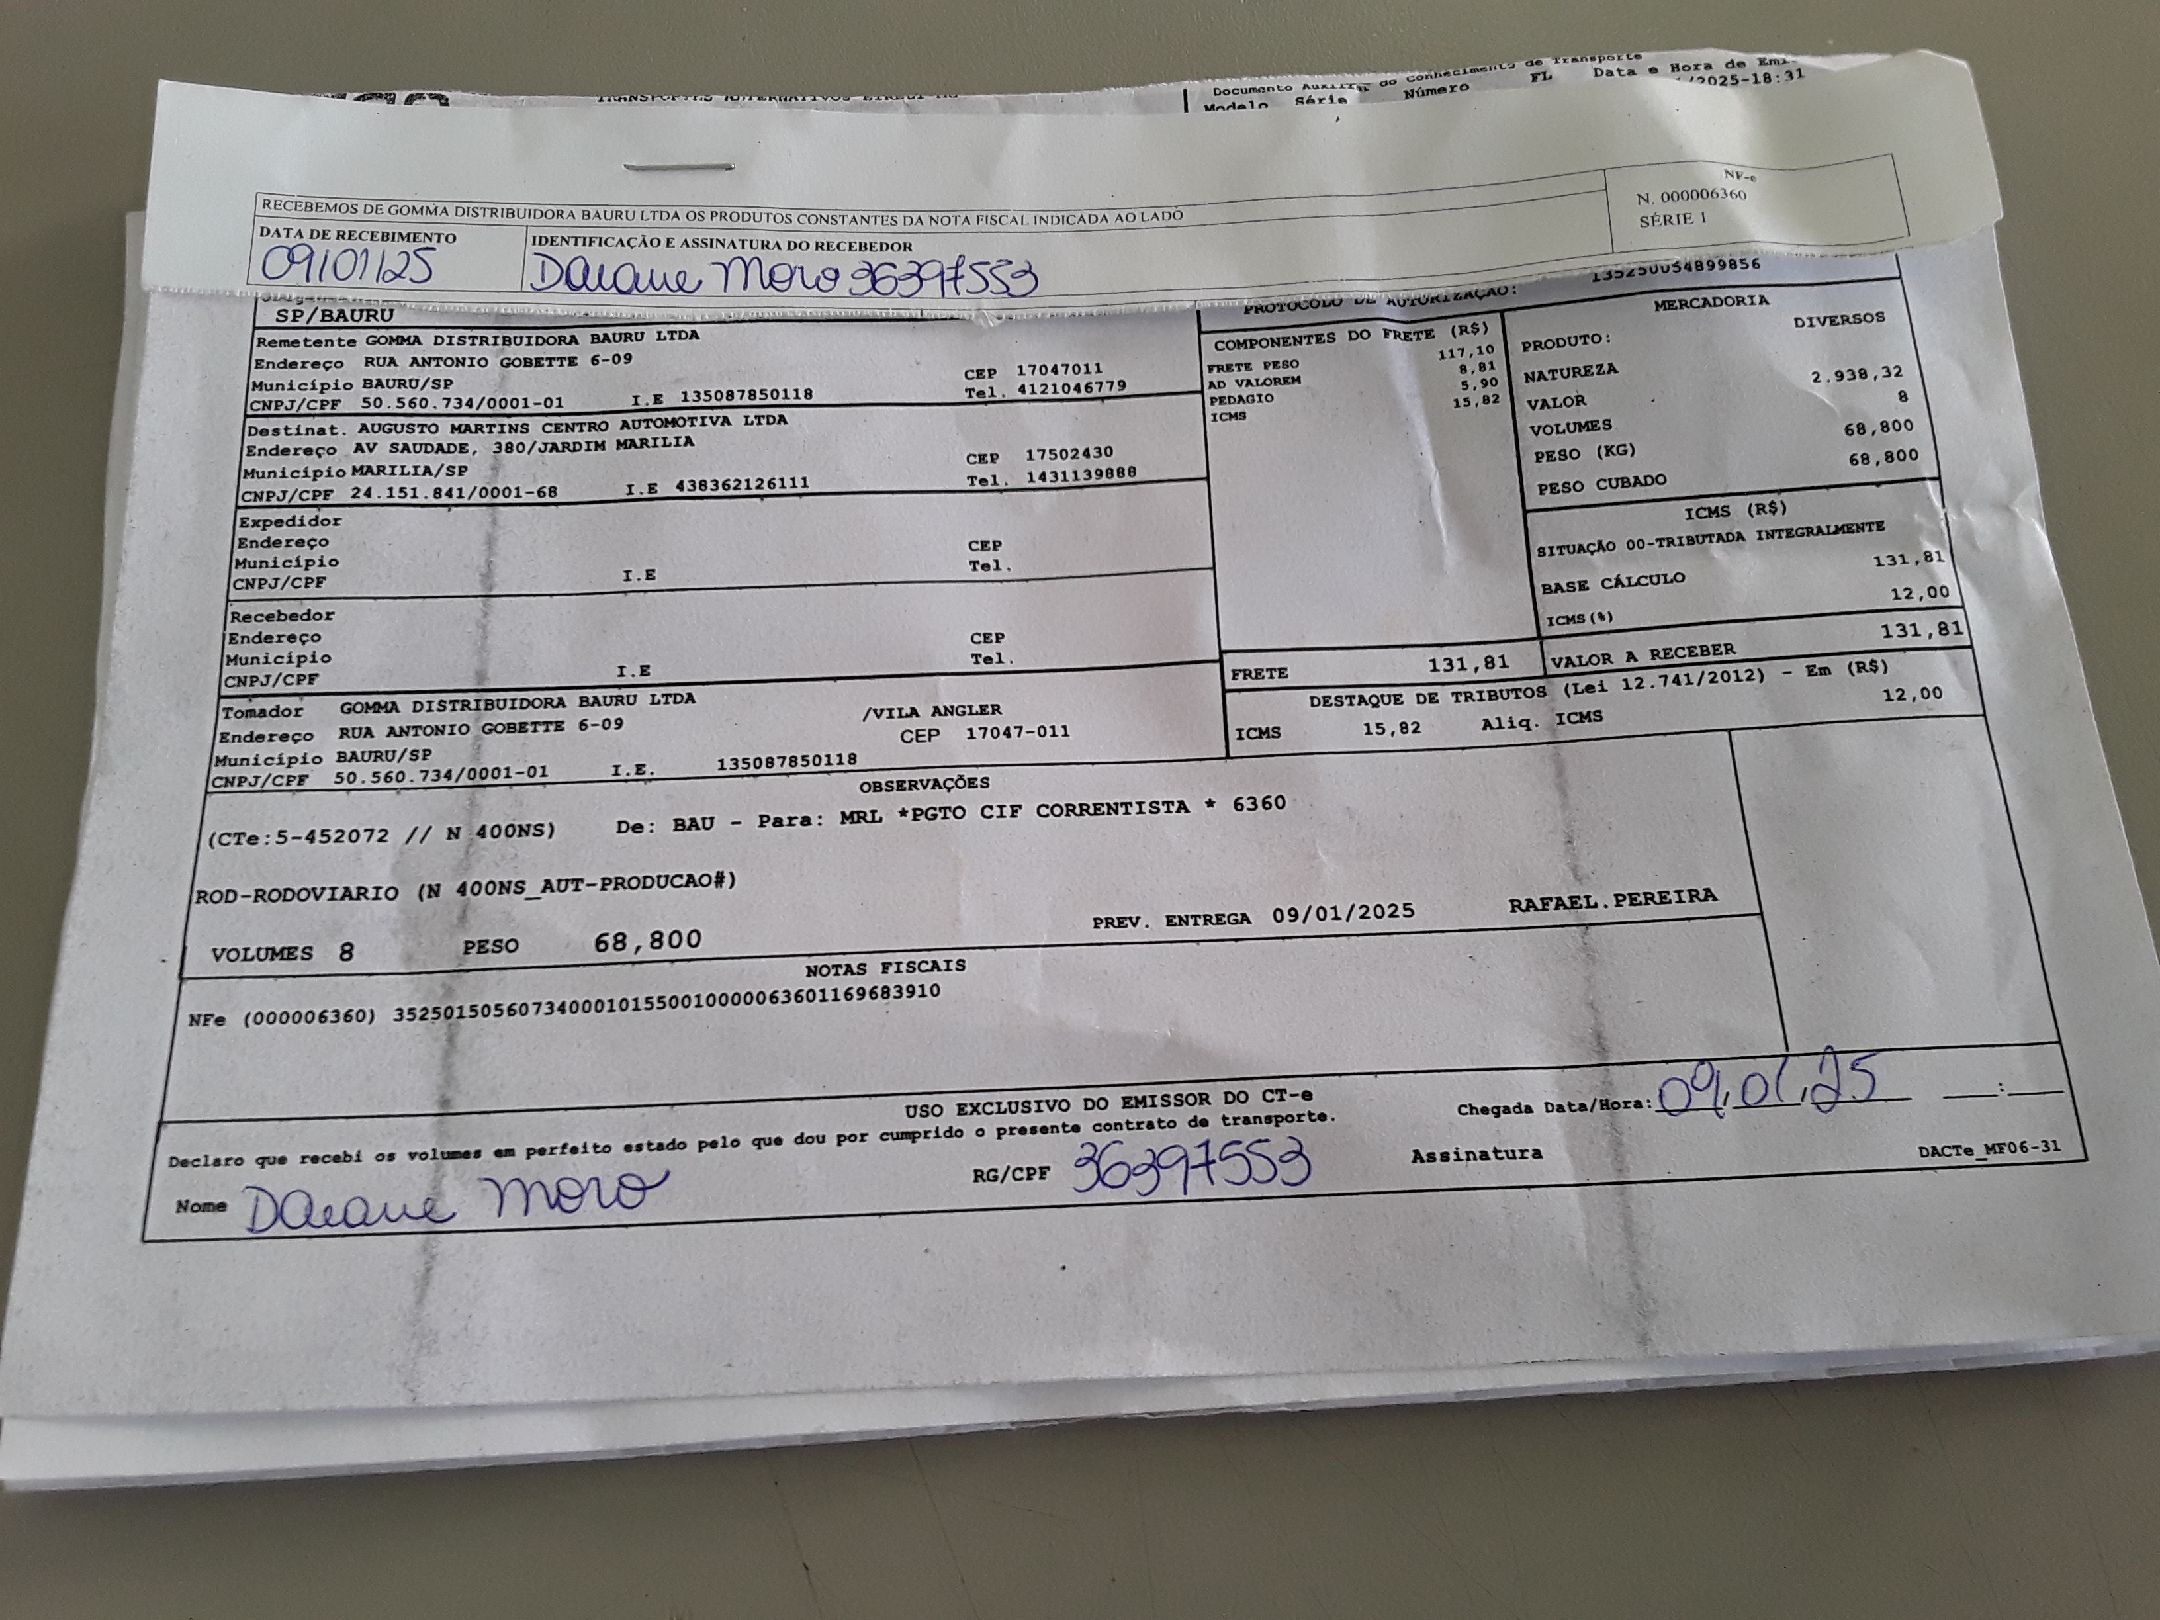 Documento Auxiliar do Conhecimento de Transporte
Modelo Série Número FL Data e Hora de Emi
/2025-18:31
RECEBEMOS DE GOMMA DISTRIBUIDORA BAURU LTDA OS PRODUTOS CONSTANTES DA NOTA FISCAL INDICADA AO LADO
NF-e
N. 000006360
SÉRIE 1
DATA DE RECEBIMENTO
09/01/25
IDENTIFICAÇÃO E ASSINATURA DO RECEBEDOR
Daiane Moro 36397553
PROTOCOLO DE AUTORIZAÇÃO: 135250054899856
SP/BAURU
Remetente GOMMA DISTRIBUIDORA BAURU LTDA
Endereço RUA ANTONIO GOBETTE 6-09
Município BAURU/SP CEP 17047011
CNPJ/CPF 50.560.734/0001-01 I.E 135087850118 Tel. 4121046779
Destinat. AUGUSTO MARTINS CENTRO AUTOMOTIVA LTDA
Endereço AV SAUDADE, 380/JARDIM MARILIA
Município MARILIA/SP CEP 17502430
CNPJ/CPF 24.151.841/0001-68 I.E 438362126111 Tel. 1431139888
Expedidor
Endereço
Município CEP
CNPJ/CPF I.E Tel.
Recebedor
Endereço
Município CEP
CNPJ/CPF I.E Tel.
Tomador GOMMA DISTRIBUIDORA BAURU LTDA
Endereço RUA ANTONIO GOBETTE 6-09 /VILA ANGLER
Município BAURU/SP CEP 17047-011
CNPJ/CPF 50.560.734/0001-01 I.E. 135087850118
COMPONENTES DO FRETE (R$)
FRETE PESO 117,10
AD VALOREM 8,81
PEDAGIO 5,90
ICMS 15,82
MERCADORIA
PRODUTO: DIVERSOS
NATUREZA
VALOR 2.938,32
VOLUMES 8
PESO (KG) 68,800
PESO CUBADO 68,800
ICMS (R$)
SITUAÇÃO 00-TRIBUTADA INTEGRALMENTE
BASE CÁLCULO 131,81
ICMS(%) 12,00
FRETE 131,81 VALOR A RECEBER 131,81
DESTAQUE DE TRIBUTOS (Lei 12.741/2012) - Em (R$)
ICMS 15,82 Aliq. ICMS 12,00
OBSERVAÇÕES
(CTe:5-452072 // N 400NS) De: BAU - Para: MRL *PGTO CIF CORRENTISTA * 6360
ROD-RODOVIARIO (N 400NS_AUT-PRODUCAO#)
VOLUMES 8 PESO 68,800 PREV. ENTREGA 09/01/2025 RAFAEL.PEREIRA
NOTAS FISCAIS
NFe (000006360) 35250150560734000101550010000063601169683910
USO EXCLUSIVO DO EMISSOR DO CT-e
Declaro que recebi os volumes em perfeito estado pelo que dou por cumprido o presente contrato de transporte.
Chegada Data/Hora: 09.01.25 __:__
Nome Daiane Moro RG/CPF 36397553 Assinatura
DACTe_MF06-31